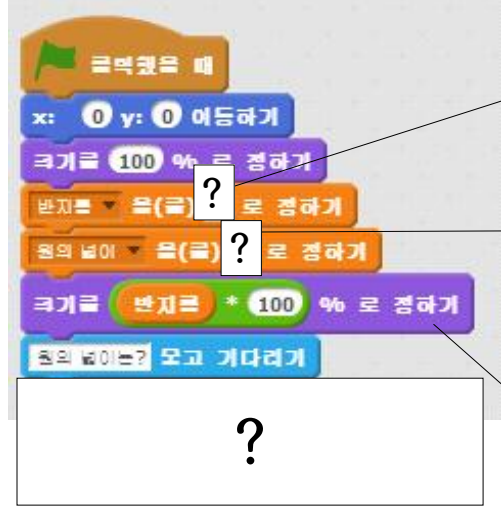 클릭했을 때
x: 0 y: 0 이동하기
크기를 100 % 로 정하기
반지름 을(를) ? 로 정하기
원의 넓이 을(를) ? 로 정하기
크기를 반지름 * 100 % 로 정하기
원의 넓이는? 묻고 기다리기
?